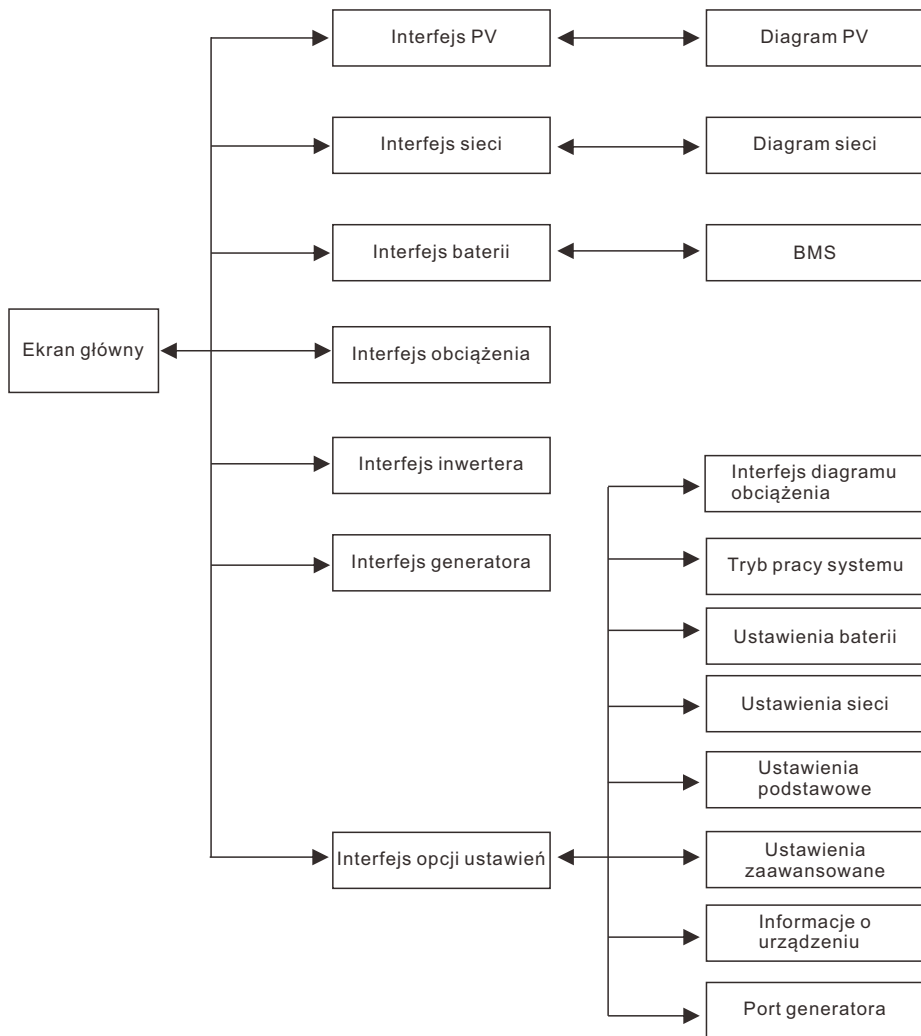 Interfejs PV
Diagram PV
Interfejs sieci
Diagram sieci
Interfejs baterii
BMS
Ekran główny
Interfejs obciążenia
Interfejs inwertera
Interfejs generatora
Interfejs opcji ustawień
Interfejs diagramu
obciążenia
Tryb pracy systemu
Ustawienia baterii
Ustawienia sieci
Ustawienia
podstawowe
Ustawienia
zaawansowane
Informacje o
urządzeniu
Port generatora